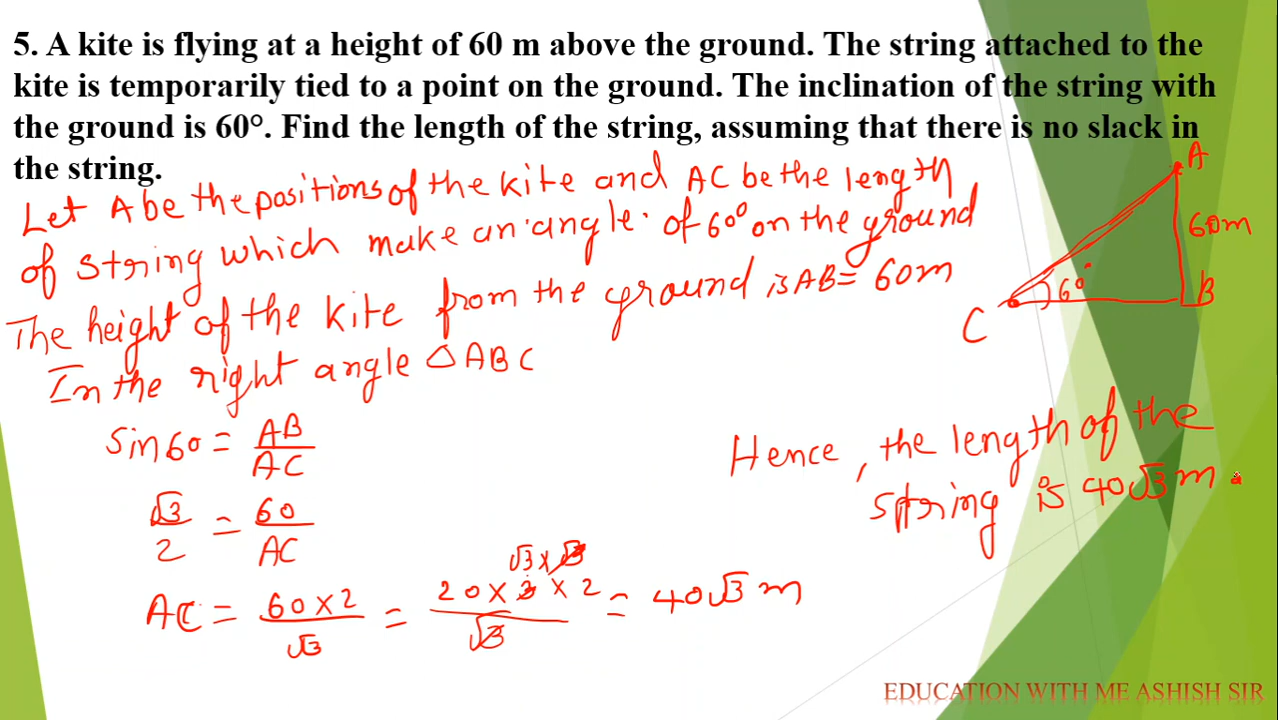 5. A kite is flying at a height of 60 m above the ground. The string attached to the
kite is temporarily tied to a point on the ground. The inclination of the string with
the ground is 60°. Find the length of the string, assuming that there is no slack in
the string.
Let A be the positions of the kite and AC be the length
of string which make an angle of 60° on the ground
The height of the kite from the ground is AB = 60m
In the right angle △ABC
sin60 = AB/AC
√3/2 = 60/AC
AC = 60×2/√3 = 20×3×2/√3 = 40√3 m
√3×√3
A
60m
60°
B
C
Hence, the length of the
string is 40√3 m.
EDUCATION WITH ME ASHISH SIR